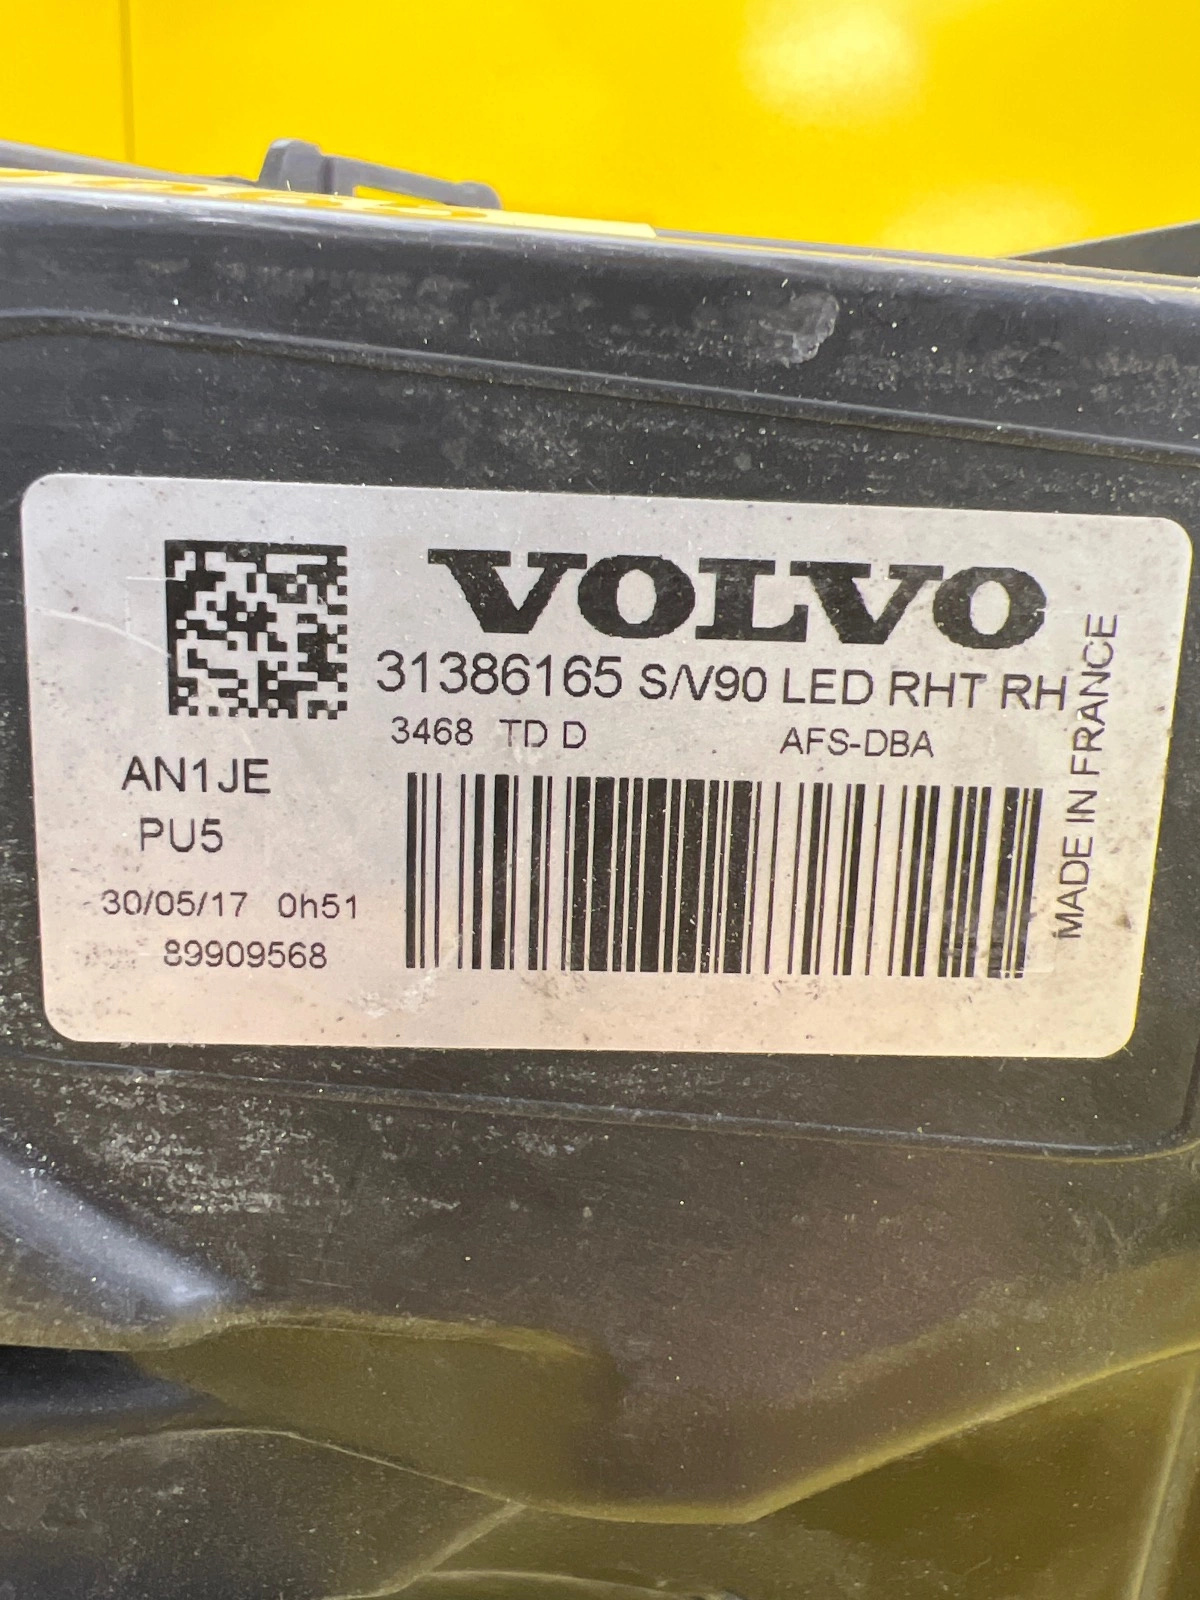 VOLVO
31386165 S/V90 LED RHT RH
3468 TD D AFS-DBA
AN1JE
PU5
30/05/17 0h51
89909568
MADE IN FRANCE